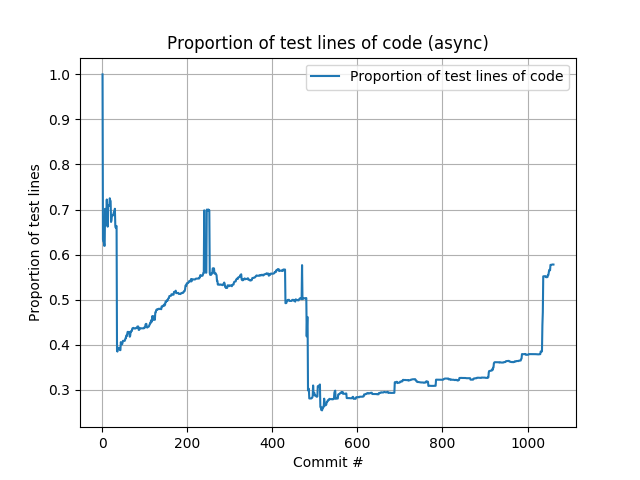 Proportion of test lines of code (async)
Proportion of test lines of code
1.0
0.9
0.8
0.7
0.6
0.5
0.4
0.3
Proportion of test lines
0 200 400 600 800 1000
Commit #